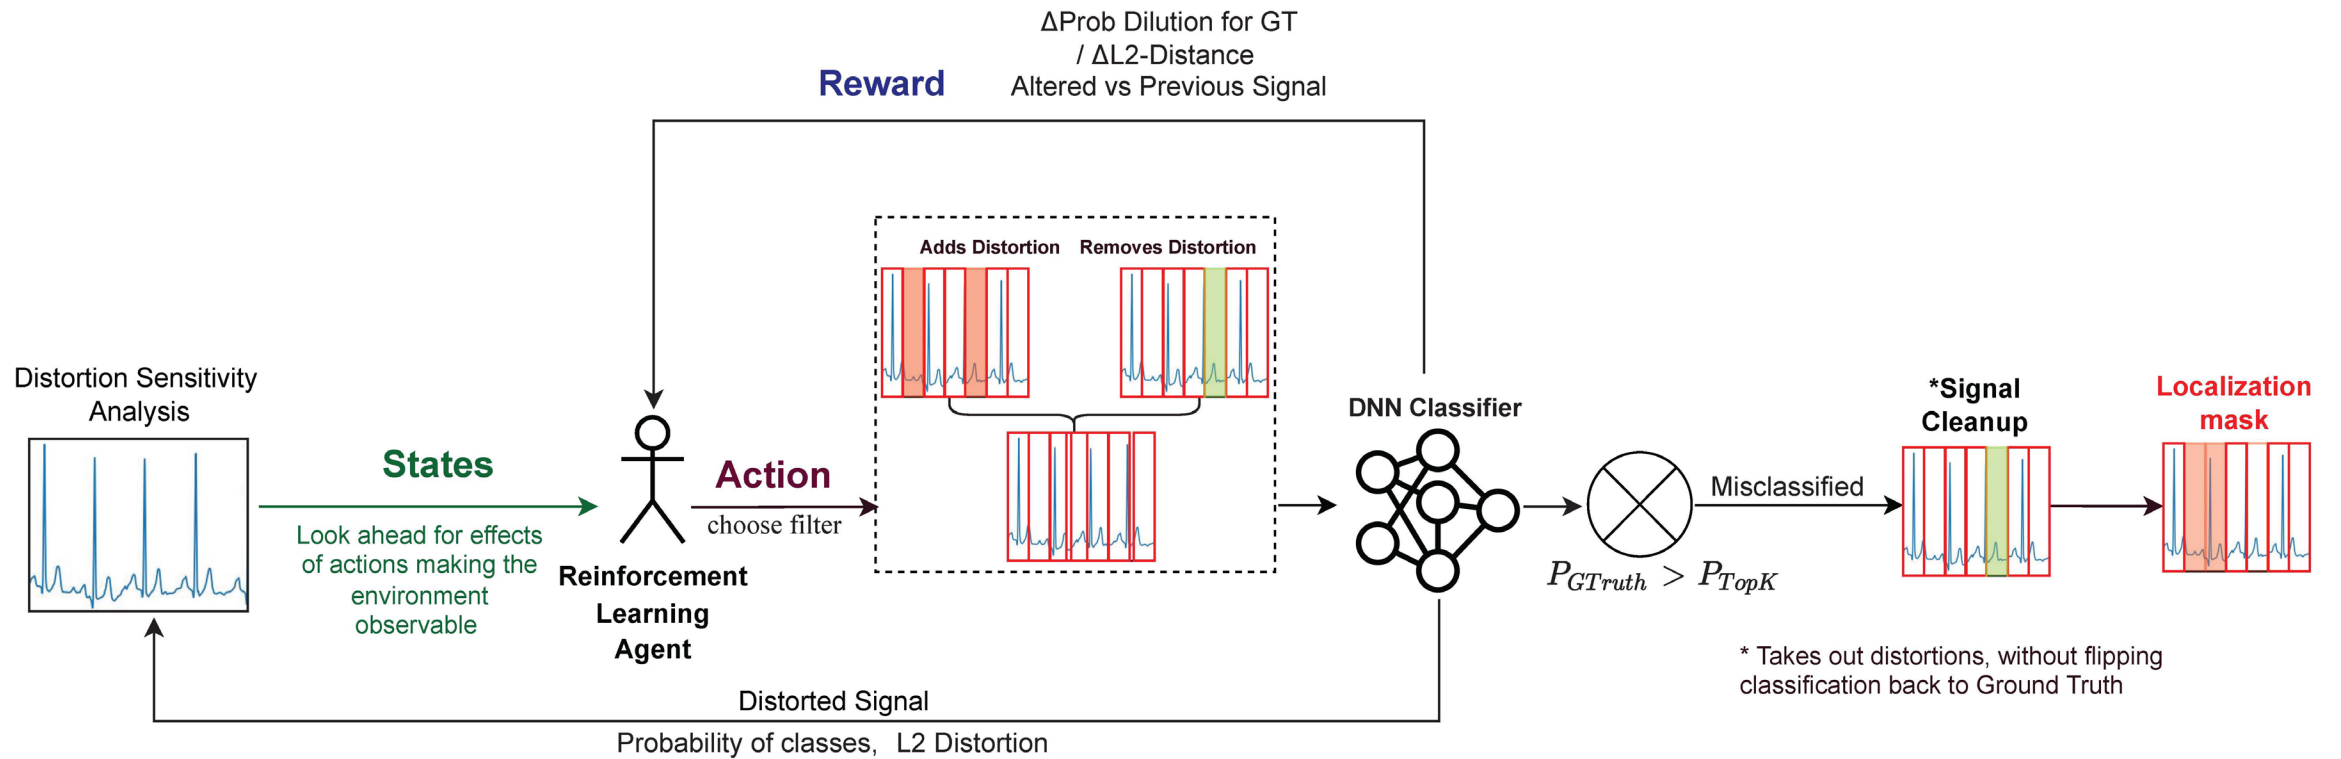 ΔProb Dilution for GT
/ ΔL2-Distance
Altered vs Previous Signal
Reward
Adds Distortion
Removes Distortion
Distortion Sensitivity
Analysis
States
Look ahead for effects
of actions making the
environment
observable
Reinforcement
Learning
Agent
Action
choose filter
DNN Classifier
P_GTruth > P_TopK
Misclassified
*Signal
Cleanup
Localization
mask
* Takes out distortions, without flipping
classification back to Ground Truth
Distorted Signal
Probability of classes, L2 Distortion